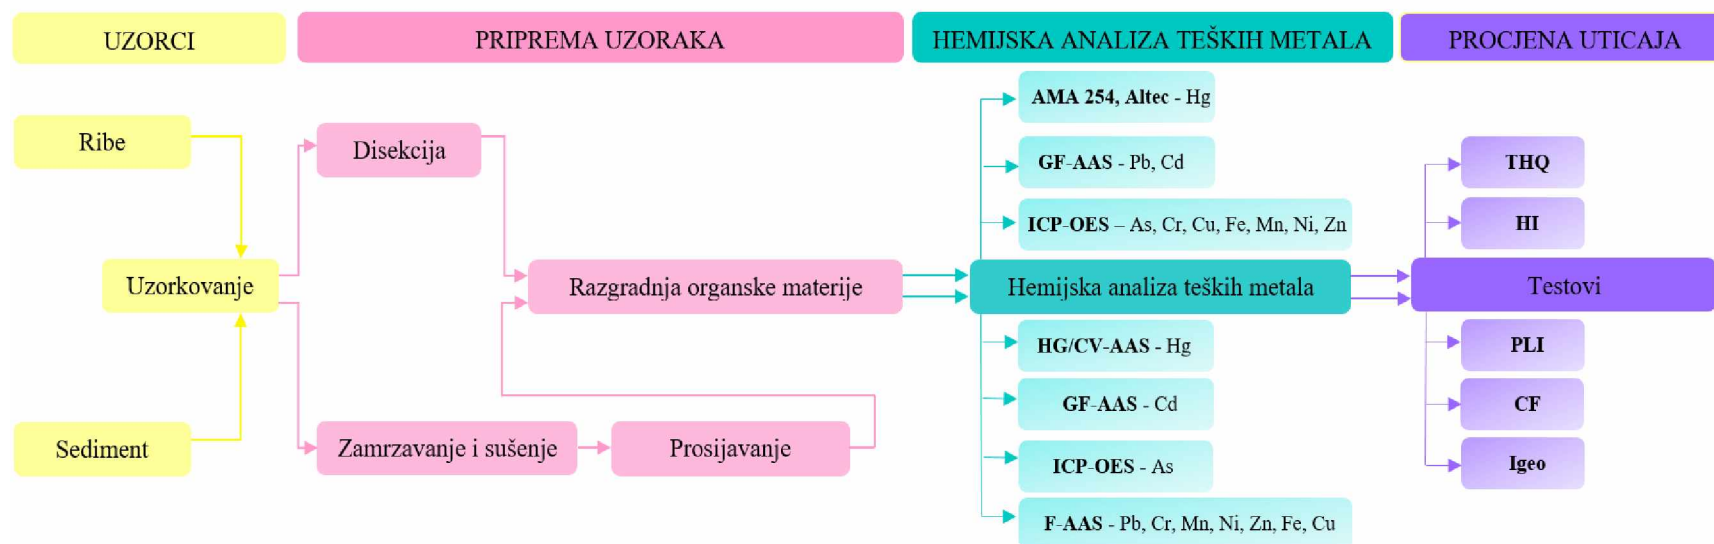 UZORCI
PRIPREMA UZORAKA
HEMIJSKA ANALIZA TEŠKIH METALA
PROCJENA UTICAJA
Ribe
Sediment
Uzorkovanje
Disekcija
Zamrzavanje i sušenje
Prosijavanje
Razgradnja organske materije
AMA 254, Altec - Hg
GF-AAS - Pb, Cd
ICP-OES – As, Cr, Cu, Fe, Mn, Ni, Zn
Hemijska analiza teških metala
HG/CV-AAS - Hg
GF-AAS - Cd
ICP-OES - As
F-AAS - Pb, Cr, Mn, Ni, Zn, Fe, Cu
THQ
HI
Testovi
PLI
CF
Igeo